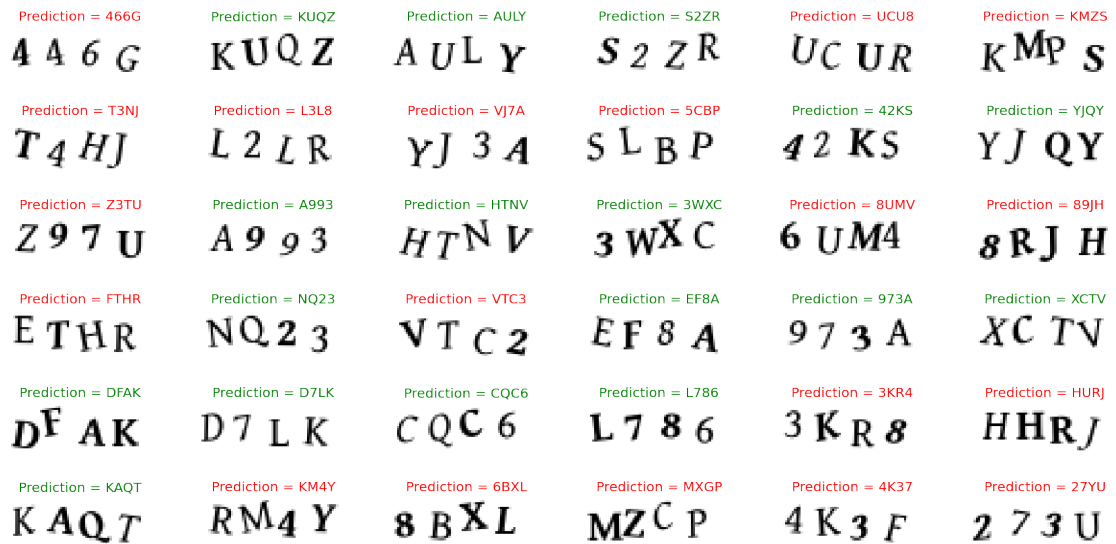 Prediction = 466G Prediction = KUQZ Prediction = AULY Prediction = S2ZR Prediction = UCU8 Prediction = KMZS
446G KUQZ AULY S2ZR UCUR KMPS
Prediction = T3NJ Prediction = L3L8 Prediction = VJ7A Prediction = 5CBP Prediction = 42KS Prediction = YJQY
T4HJ L2LR YJ3A SLBP 42KS YJQY
Prediction = Z3TU Prediction = A993 Prediction = HTNV Prediction = 3WXC Prediction = 8UMV Prediction = 89JH
Z97U A993 HTNV 3WXC 6UM4 8RJH
Prediction = FTHR Prediction = NQ23 Prediction = VTC3 Prediction = EF8A Prediction = 973A Prediction = XCTV
ETHR NQ23 VTC2 EF8A 973A XCTV
Prediction = DFAK Prediction = D7LK Prediction = CQC6 Prediction = L786 Prediction = 3KR4 Prediction = HURJ
DFAK D7LK CQC6 L786 3KR8 HHRJ
Prediction = KAQT Prediction = KM4Y Prediction = 6BXL Prediction = MXGP Prediction = 4K37 Prediction = 27YU
KAQT RM4Y 8BXL MZCP 4K3F 273U